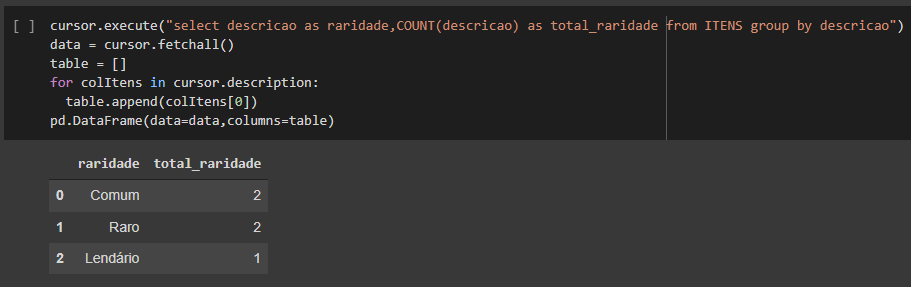 [ ] cursor.execute("select descricao as raridade,COUNT(descricao) as total_raridade from ITENS group by descricao")
data = cursor.fetchall()
table = []
for colItens in cursor.description:
  table.append(colItens[0])
pd.DataFrame(data=data,columns=table)
raridade total_raridade
0 Comum 2
1 Raro 2
2 Lendário 1